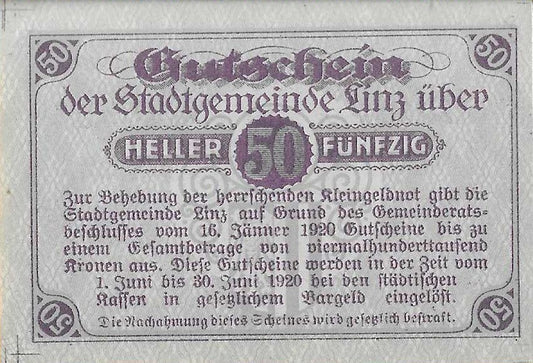 50 50
Gutschein
der Stadtgemeinde Linz über
HELLER 50 FÜNFZIG
Zur Behebung der herrschenden Kleingeldnot gibt die
Stadtgemeinde Linz auf Grund des Gemeinderats-
beschlusses vom 16. Jänner 1920 Gutscheine bis zu
einem Gesamtbetrage von viermalhunderttausend
Kronen aus. Diese Gutscheine werden in der Zeit vom
1. Juni bis 30. Juni 1920 bei den städtischen
Kassen in gesetzlichem Bargeld eingelöst.
Die Nachahmung dieses Scheines wird gesetzlich bestraft.
50 50